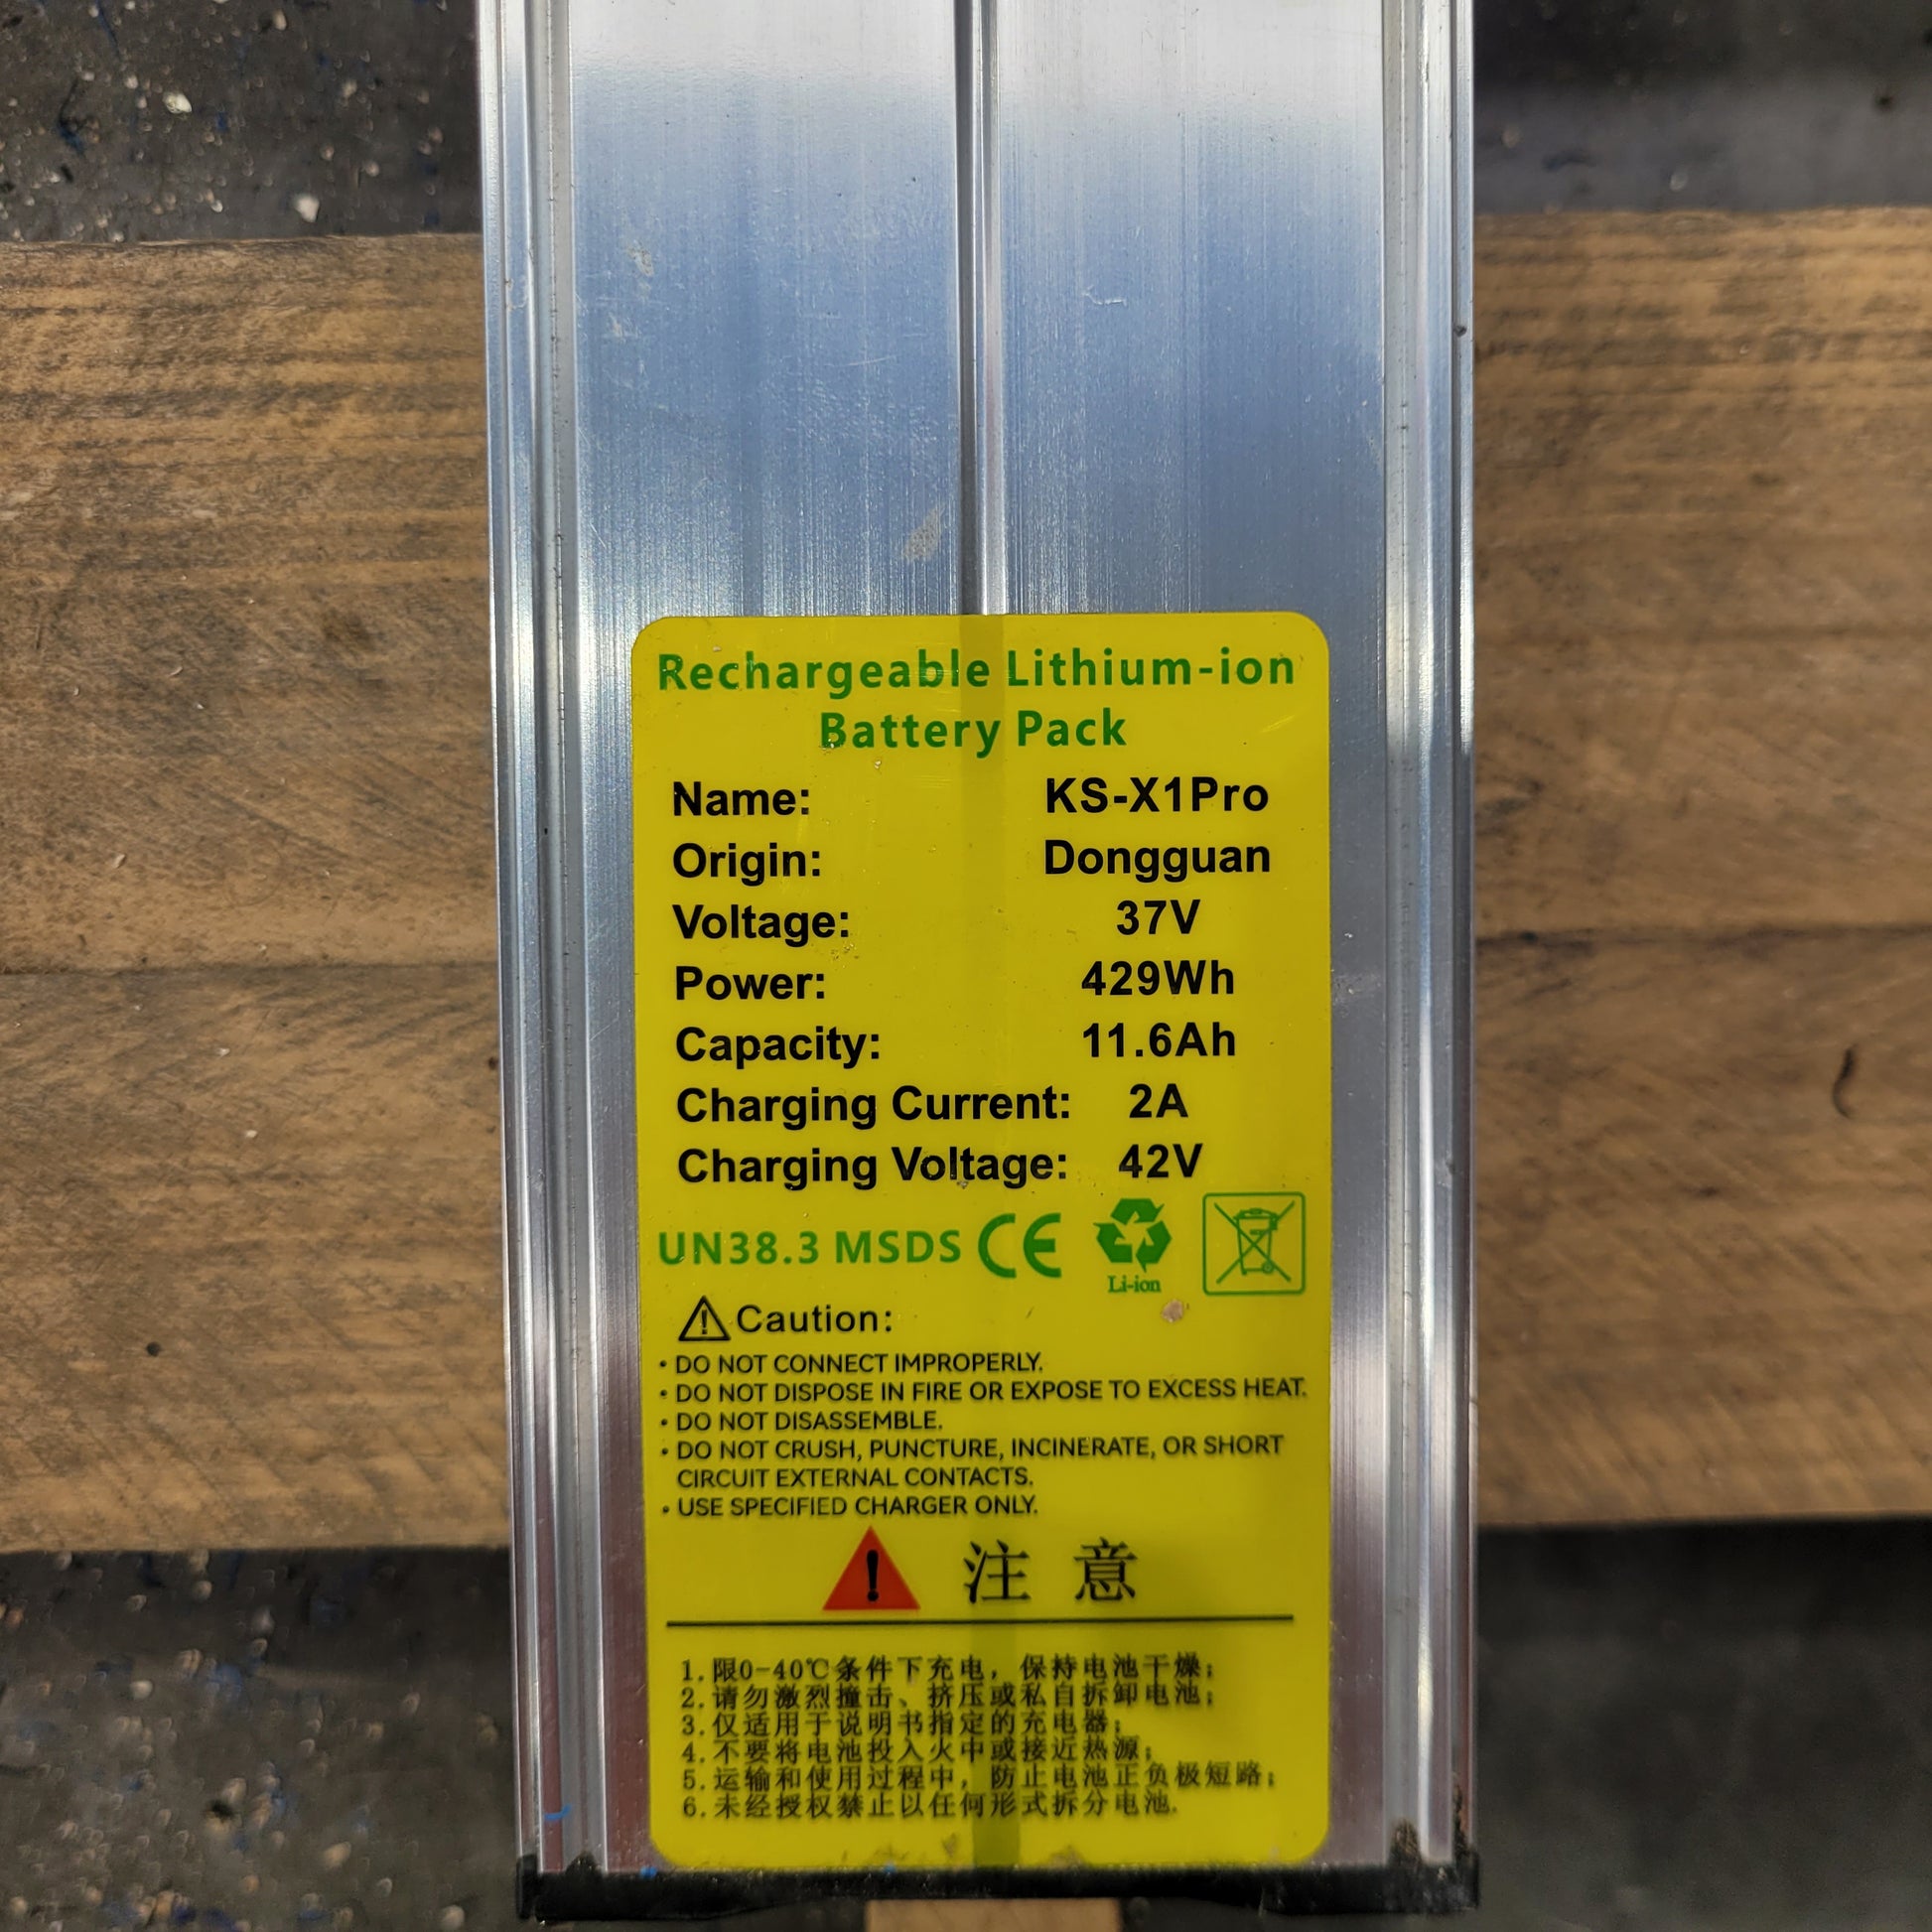 Rechargeable Lithium-ion
Battery Pack
Name: KS-X1Pro
Origin: Dongguan
Voltage: 37V
Power: 429Wh
Capacity: 11.6Ah
Charging Current: 2A
Charging Voltage: 42V
UN38.3 MSDS CE
Li-ion
Caution:
• DO NOT CONNECT IMPROPERLY.
• DO NOT DISPOSE IN FIRE OR EXPOSE TO EXCESS HEAT.
• DO NOT DISASSEMBLE.
• DO NOT CRUSH, PUNCTURE, INCINERATE, OR SHORT
CIRCUIT EXTERNAL CONTACTS.
• USE SPECIFIED CHARGER ONLY.
注 意
1. 限0-40℃条件下充电，保持电池干燥；
2. 请勿激烈撞击、挤压或私自拆卸电池；
3. 仅适用于说明书指定的充电器；
4. 不要将电池投入火中或接近热源；
5. 运输和使用过程中，防止电池正负极短路；
6. 未经授权禁止以任何形式拆分电池.